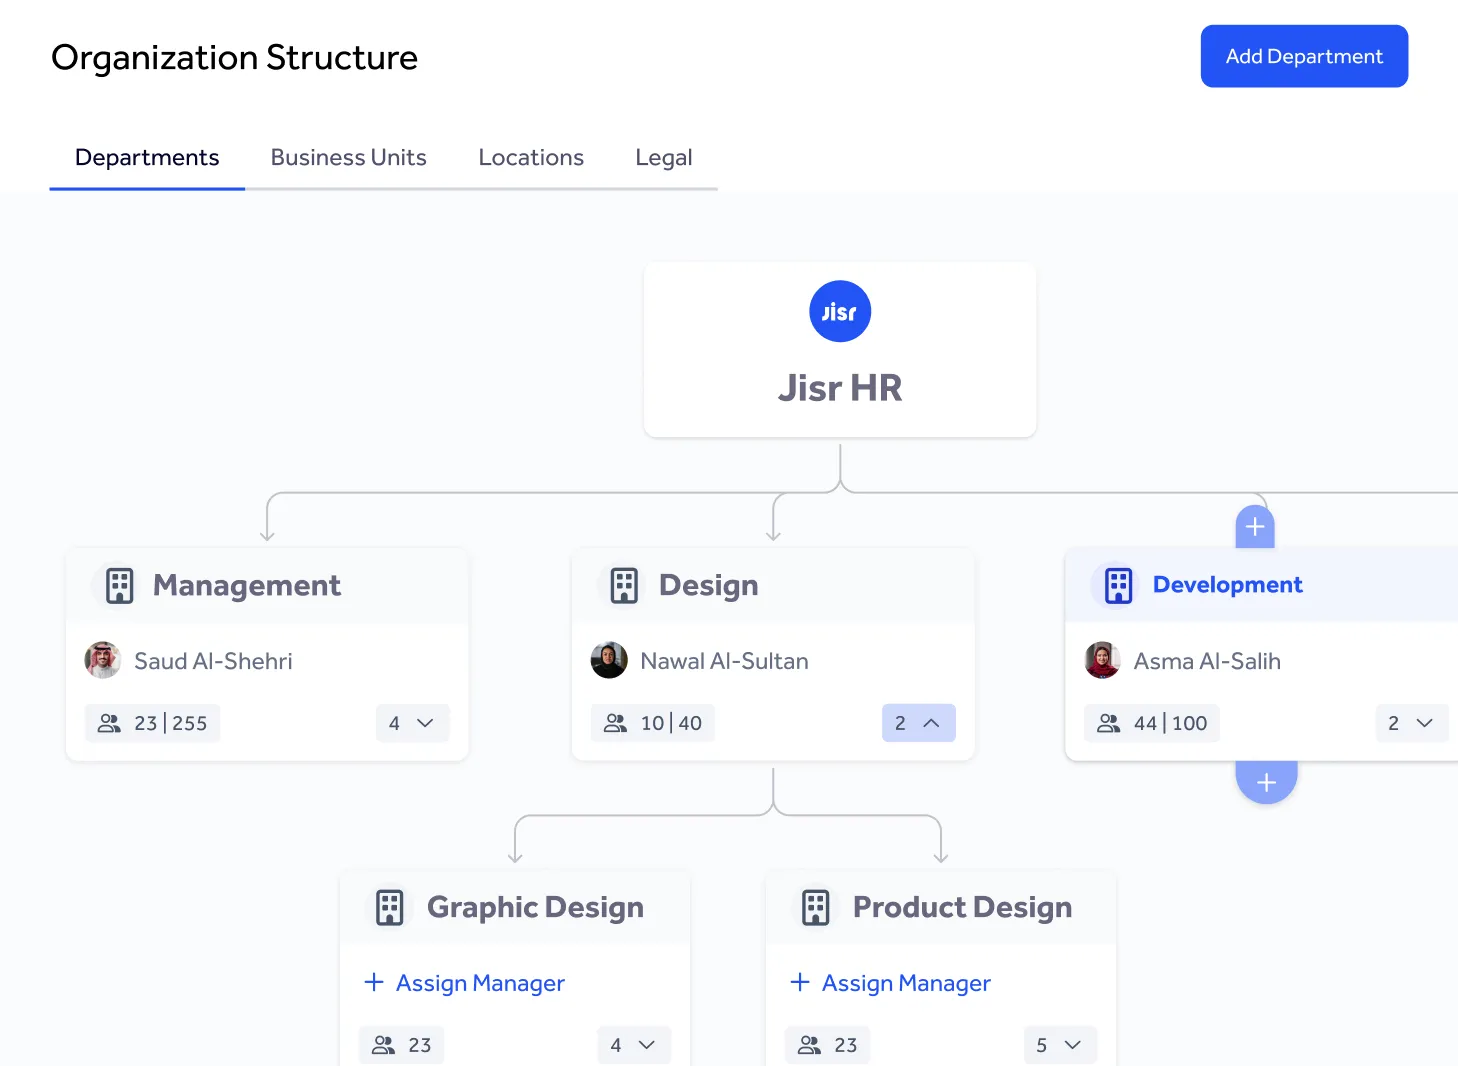 Organization Structure
Add Department
Departments
Business Units
Locations
Legal
Jisr
Jisr HR
Management
Saud Al-Shehri
23 | 255
4
Design
Nawal Al-Sultan
10 | 40
2
Development
Asma Al-Salih
44 | 100
2
Graphic Design
+ Assign Manager
23
4
Product Design
+ Assign Manager
23
5